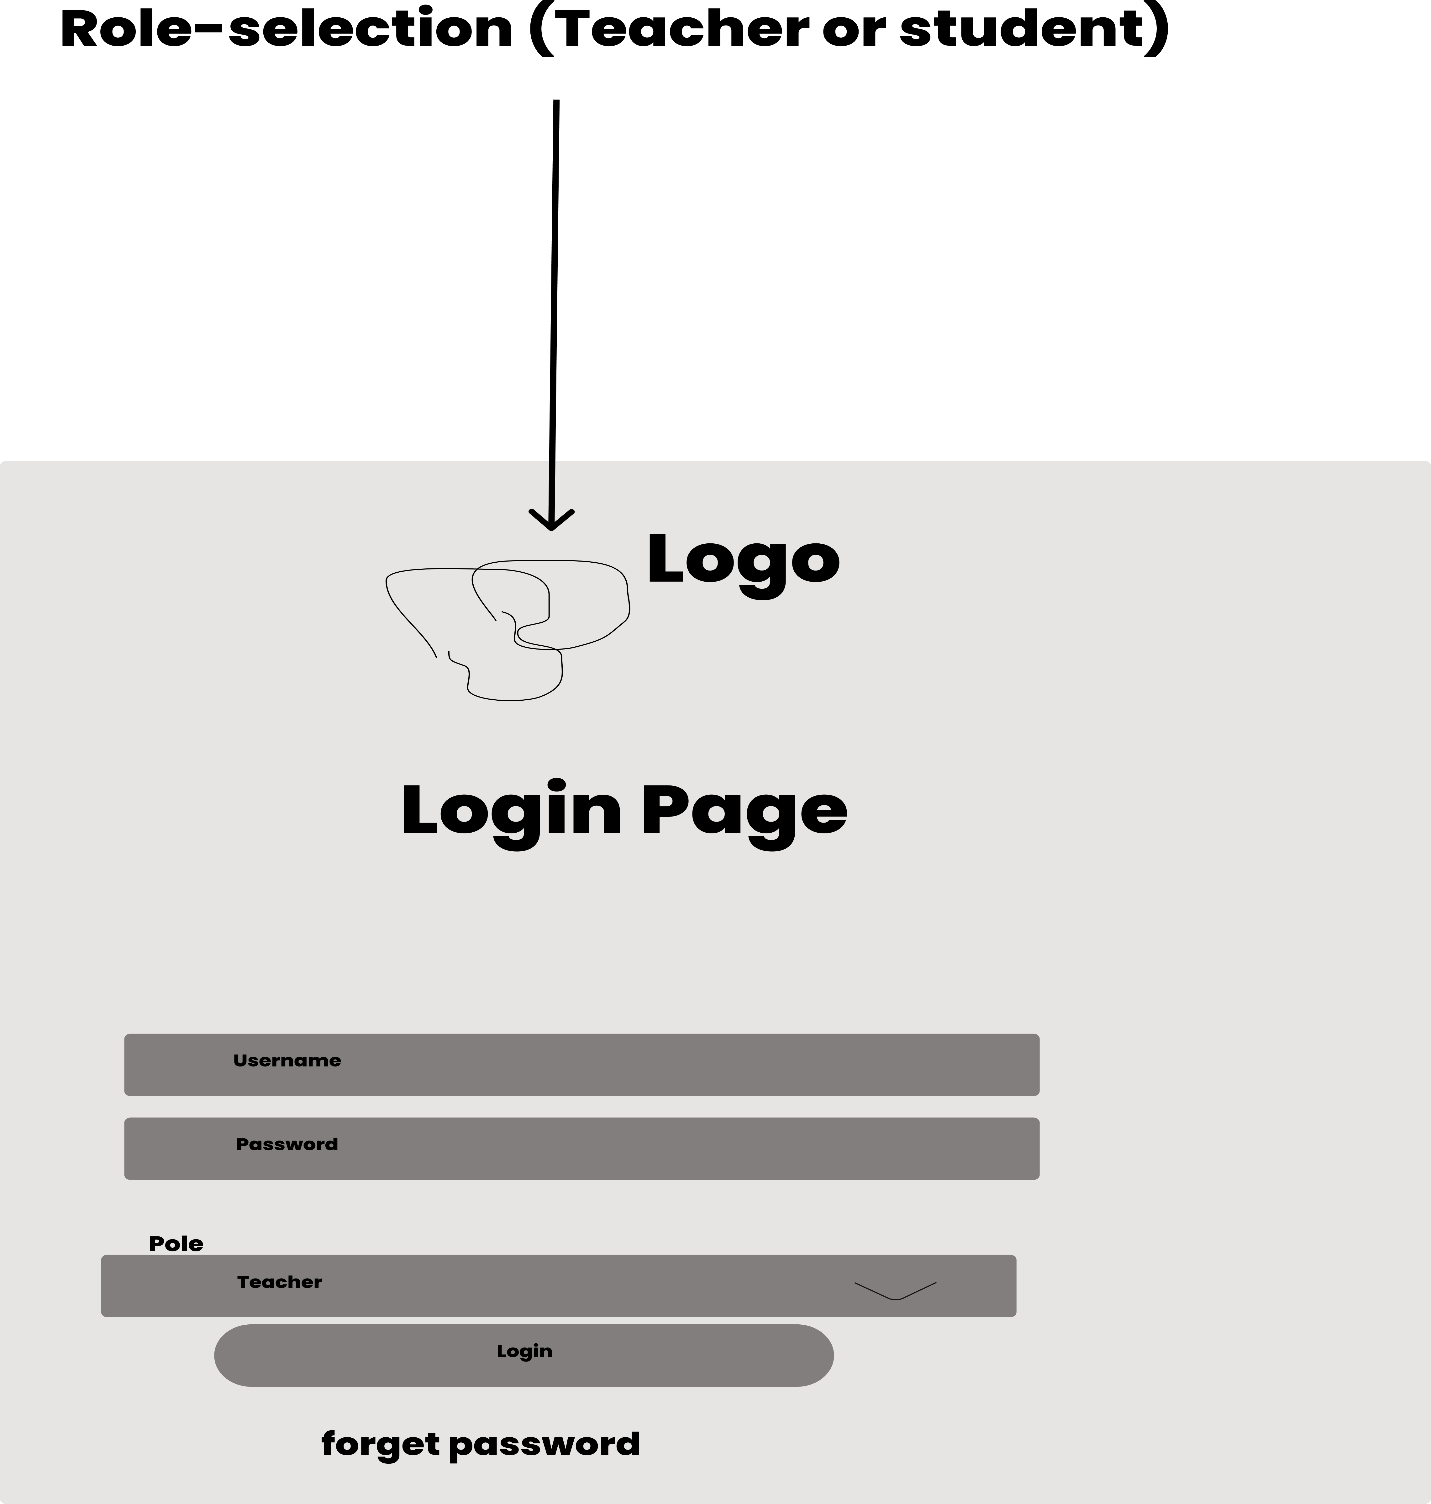 Role-selection (Teacher or student)
Logo
Login Page
Username
Password
Pole
Teacher
Login
forget password